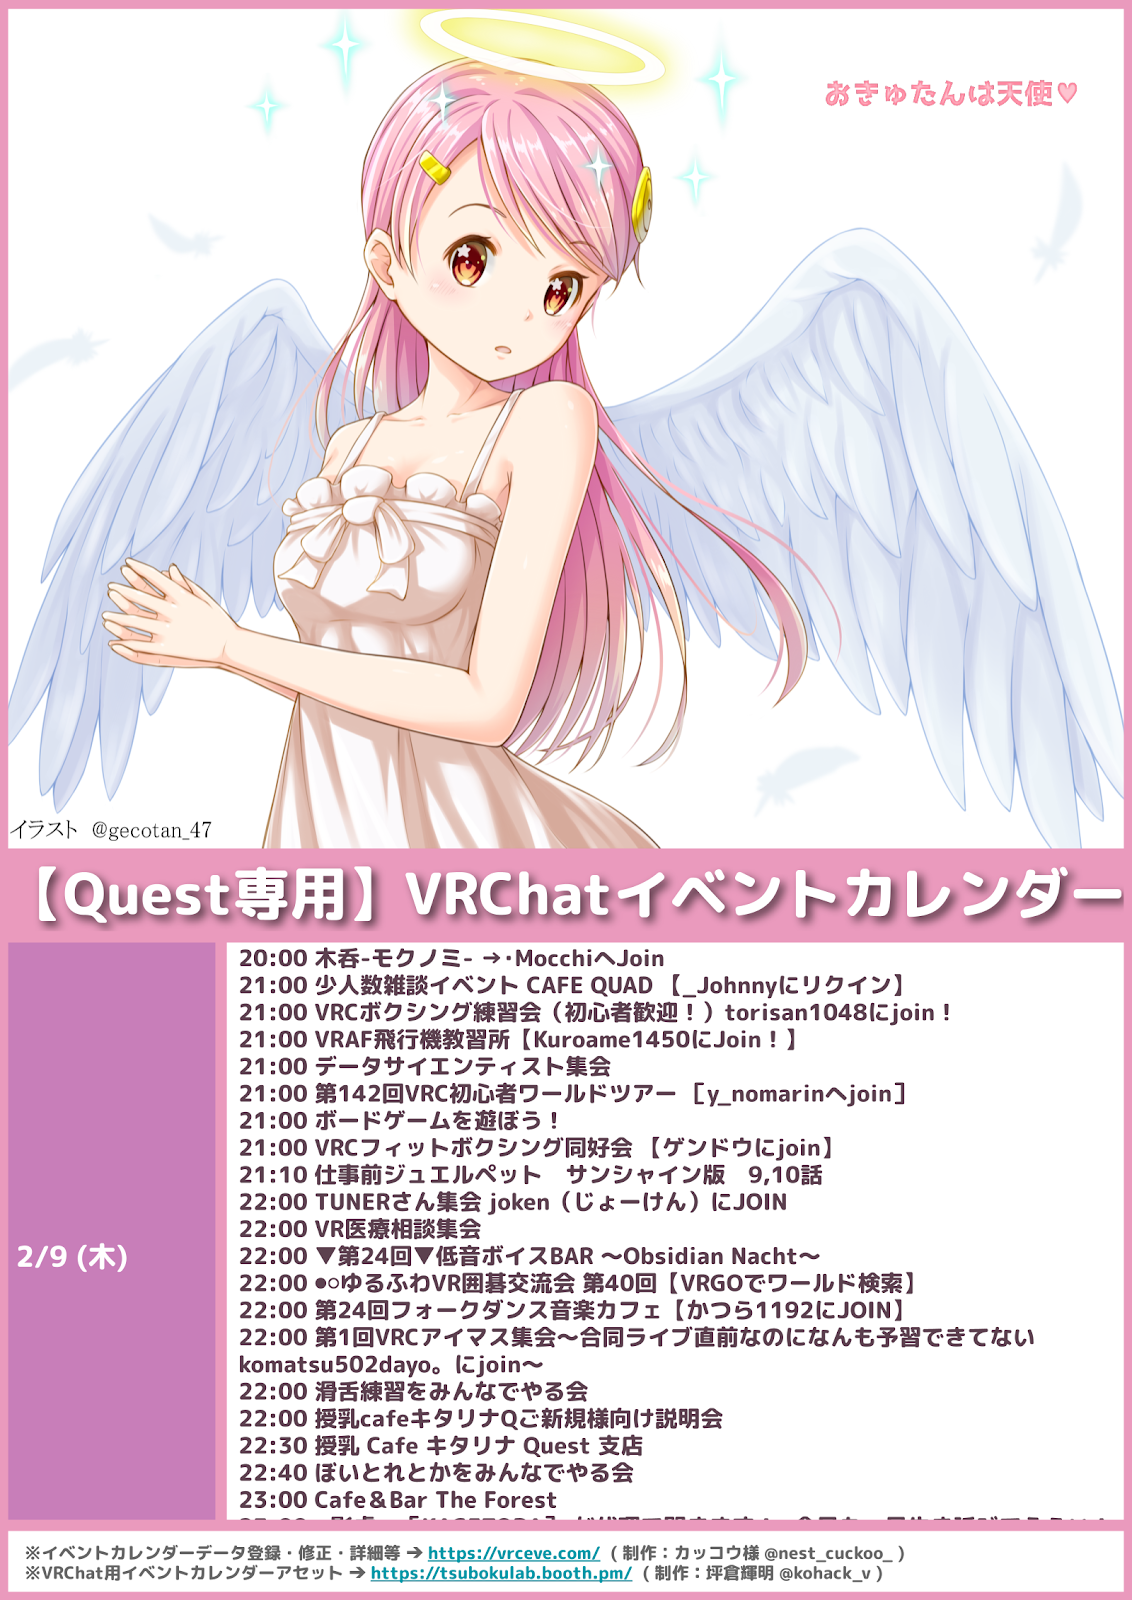 おきゅたんは天使♥
イラスト @gecotan_47
【Quest専用】VRChatイベントカレンダー
2/9 (木)
20:00 木呑-モクノミ- →・MocchiへJoin
21:00 少人数雑談イベント CAFE QUAD 【_Johnnyにリクイン】
21:00 VRCボクシング練習会（初心者歓迎！）torisan1048にjoin！
21:00 VRAF飛行機教習所【Kuroame1450にJoin！】
21:00 データサイエンティスト集会
21:00 第142回VRC初心者ワールドツアー ［y_nomarinへjoin］
21:00 ボードゲームを遊ぼう！
21:00 VRCフィットボクシング同好会 【ゲンドウにjoin】
21:10 仕事前ジュエルペット　サンシャイン版　9,10話
22:00 TUNERさん集会 joken（じょーけん）にJOIN
22:00 VR医療相談集会
22:00 ▼第24回▼低音ボイスBAR ～Obsidian Nacht～
22:00 ●○ゆるふわVR囲碁交流会 第40回【VRGOでワールド検索】
22:00 第24回フォークダンス音楽カフェ【かつら1192にJOIN】
22:00 第1回VRCアイマス集会～合同ライブ直前なのになんも予習できてない
komatsu502dayo。にjoin～
22:00 滑舌練習をみんなでやる会
22:00 授乳cafeキタリナQご新規様向け説明会
22:30 授乳 Cafe キタリナ Quest 支店
22:40 ぼいとれとかをみんなでやる会
23:00 Cafe＆Bar The Forest
※イベントカレンダーデータ登録・修正・詳細等 ➔ https://vrceve.com/ （制作：カッコウ様 @nest_cuckoo_）
※VRChat用イベントカレンダーアセット ➔ https://tsubokulab.booth.pm/ （制作：坪倉輝明 @kohack_v）